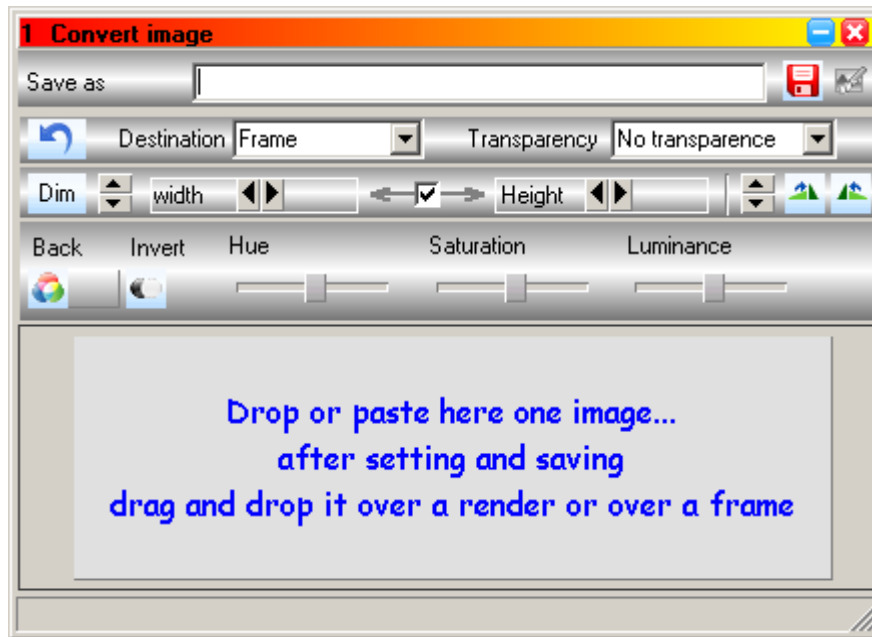 1 Convert image
Save as
Destination Frame Transparency No transparence
Dim width Height
Back Invert Hue Saturation Luminance
Drop or paste here one image...
after setting and saving
drag and drop it over a render or over a frame